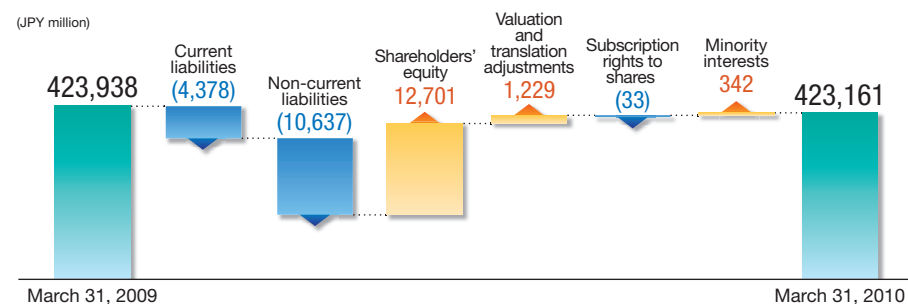 (JPY million)
423,938
Current
liabilities
(4,378)
Non-current
liabilities
(10,637)
Shareholders'
equity
12,701
Valuation
and
translation
adjustments
1,229
Subscription
rights to
shares
(33)
Minority
interests
342
423,161
March 31, 2009
March 31, 2010